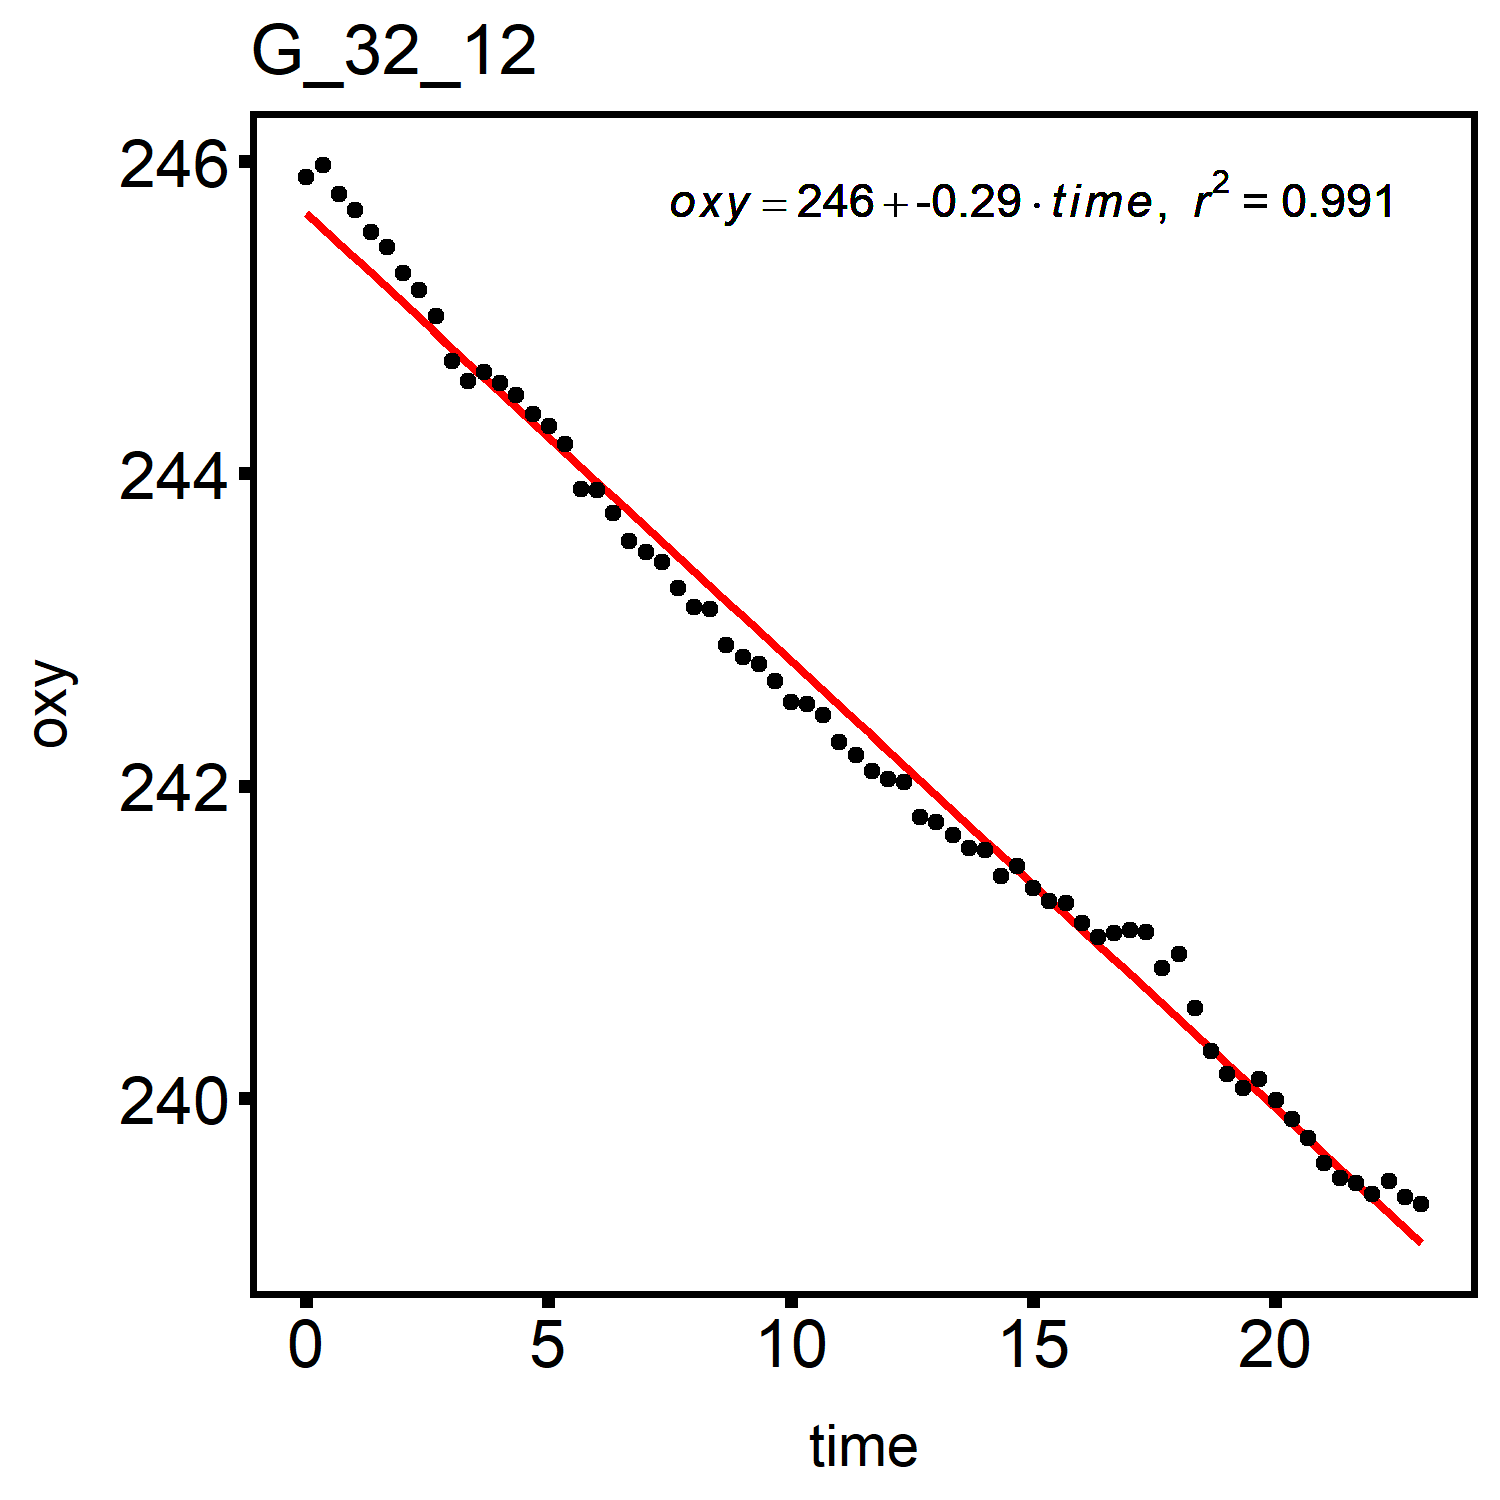 G_32_12
oxy = 246 + -0.29 · time, r² = 0.991
246
244
242
240
oxy
0 5 10 15 20
time